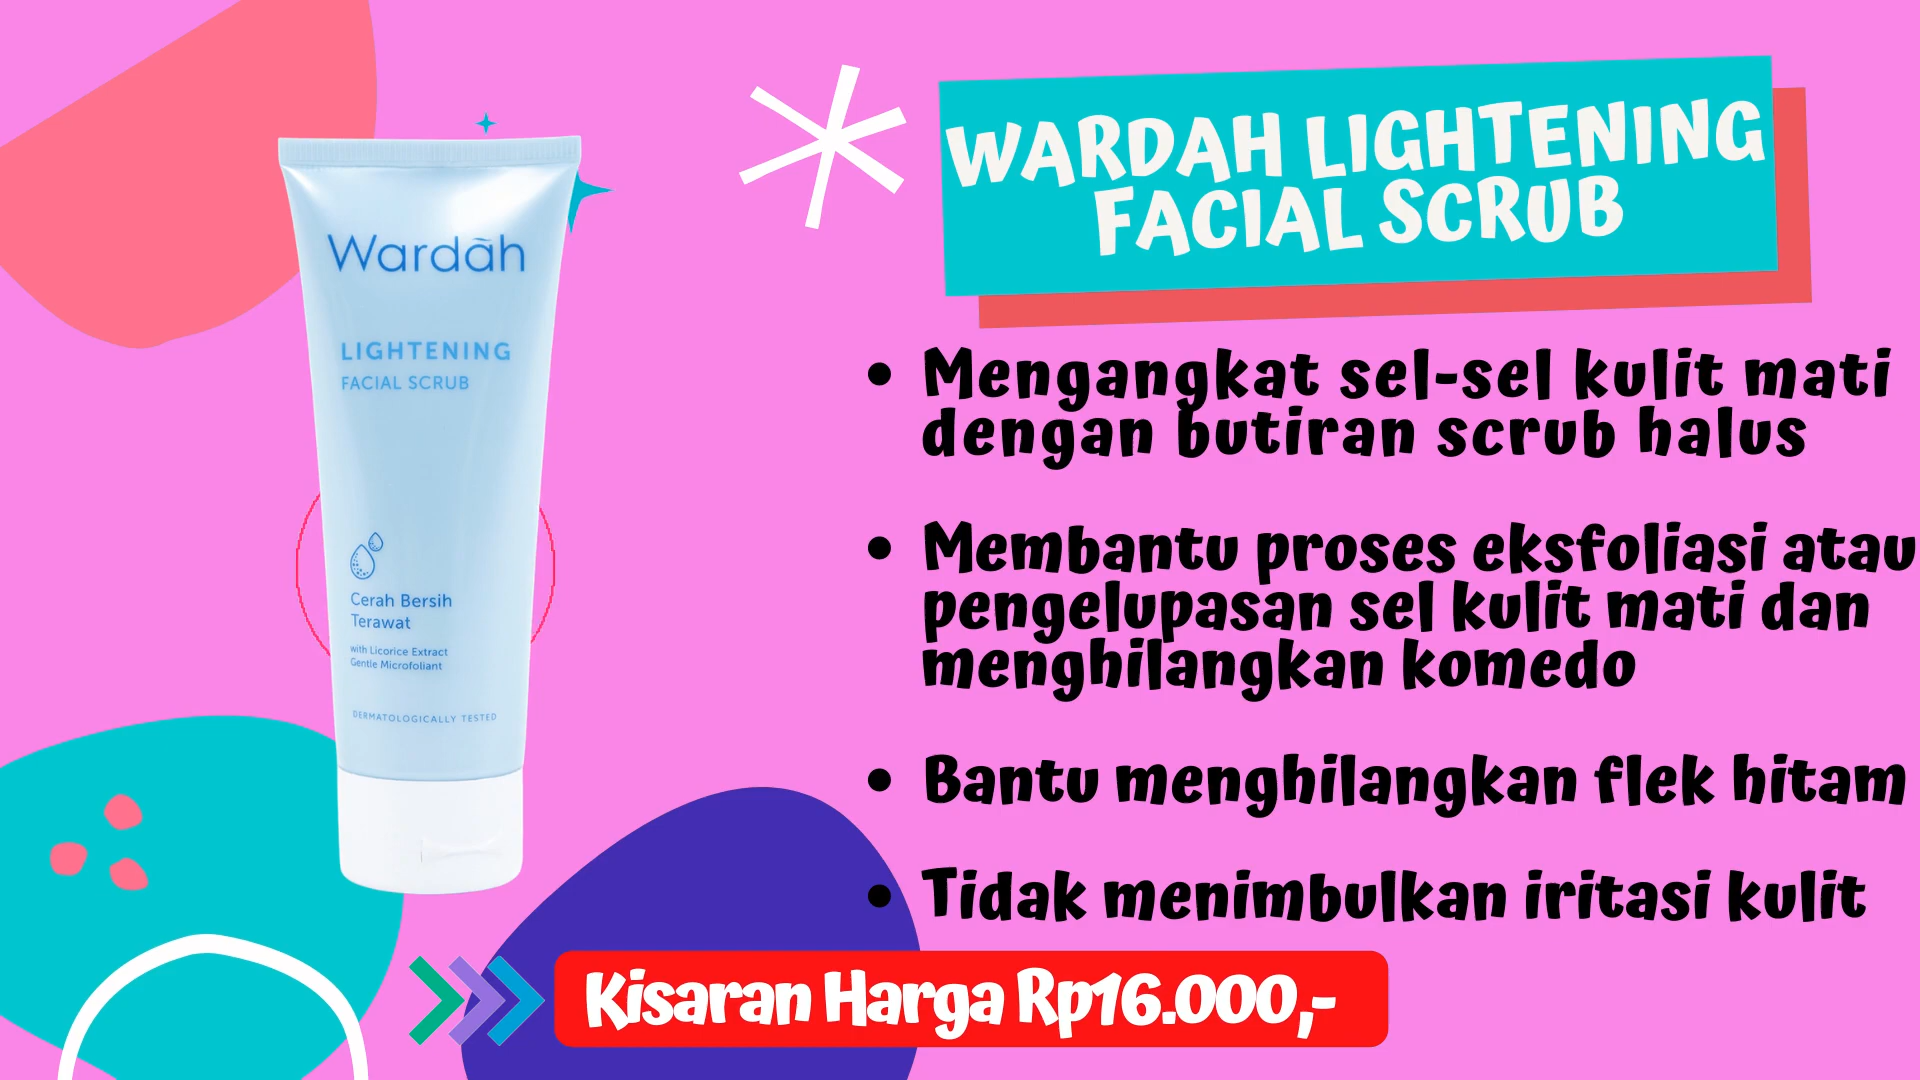 WARDAH LIGHTENING
FACIAL SCRUB
Wardāh
LIGHTENING
FACIAL SCRUB
Cerah Bersih
Terawat
with Licorice Extract
Gentle Microfoliant
DERMATOLOGICALLY TESTED
• Mengangkat sel-sel kulit mati
dengan butiran scrub halus
• Membantu proses eksfoliasi atau
pengelupasan sel kulit mati dan
menghilangkan komedo
• Bantu menghilangkan flek hitam
• Tidak menimbulkan iritasi kulit
Kisaran Harga Rp16.000,-